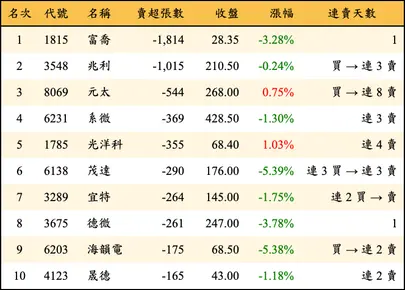 名次 代號 名稱 賣超張數 收盤 漲幅 連賣天數
1 1815 富喬 -1,814 28.35 -3.28% 1
2 3548 兆利 -1,015 210.50 -0.24% 買→連3賣
3 8069 元太 -544 268.00 0.75% 買→連8賣
4 6231 系微 -369 428.50 -1.30% 連3賣
5 1785 光洋科 -355 68.40 1.03% 連4賣
6 6138 茂達 -290 176.00 -5.39% 連3買→連3賣
7 3289 宜特 -264 145.00 -1.75% 連2買→賣
8 3675 德微 -261 247.00 -3.78% 1
9 6203 海韻電 -175 68.50 -5.38% 買→連2賣
10 4123 晟德 -165 43.00 -1.18% 連2賣